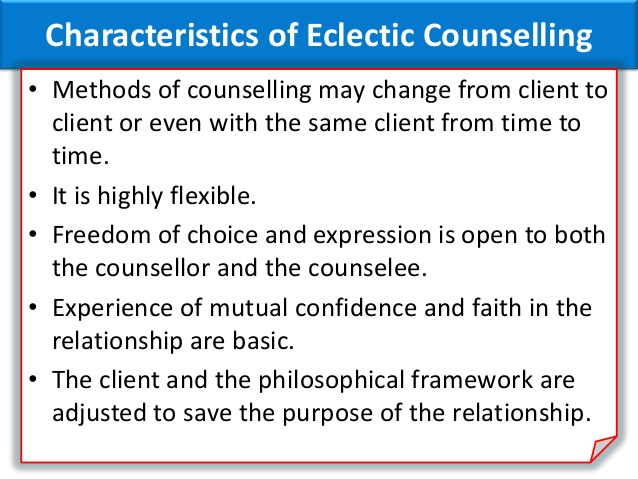 Characteristics of Eclectic Counselling
• Methods of counselling may change from client to
client or even with the same client from time to
time.
• It is highly flexible.
• Freedom of choice and expression is open to both
the counsellor and the counselee.
• Experience of mutual confidence and faith in the
relationship are basic.
• The client and the philosophical framework are
adjusted to save the purpose of the relationship.